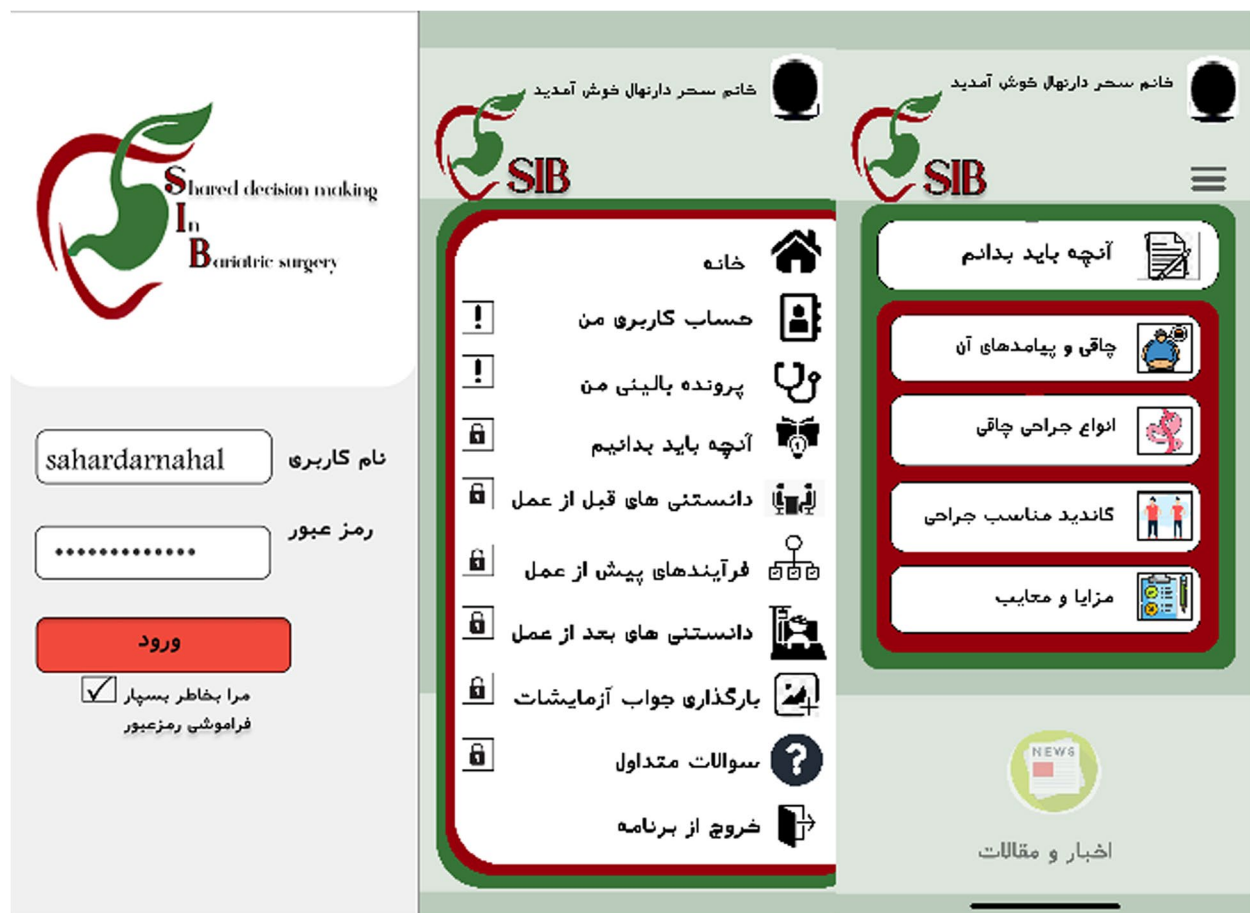 Shared decision making
In
Bariatric surgery
نام کاربری
sahardarnahal
رمز عبور
•••••••••••••
ورود
مرا بخاطر بسپار
فراموشی رمزعبور
خانم سحر دارنهال خوش آمدید
SIB
خانه
حساب کاربری من
!
پرونده بالینی من
!
آنچه باید بدانیم
دانستنی های قبل از عمل
فرآیندهای پیش از عمل
دانستنی های بعد از عمل
بارگذاری جواب آزمایشات
سوالات متداول
?
خروج از برنامه
خانم سحر دارنهال خوش آمدید
SIB
آنچه باید بدانم
چاقی و پیامدهای آن
انواع جراحی چاقی
کاندید مناسب جراحی
مزایا و معایب
NEWS
اخبار و مقالات